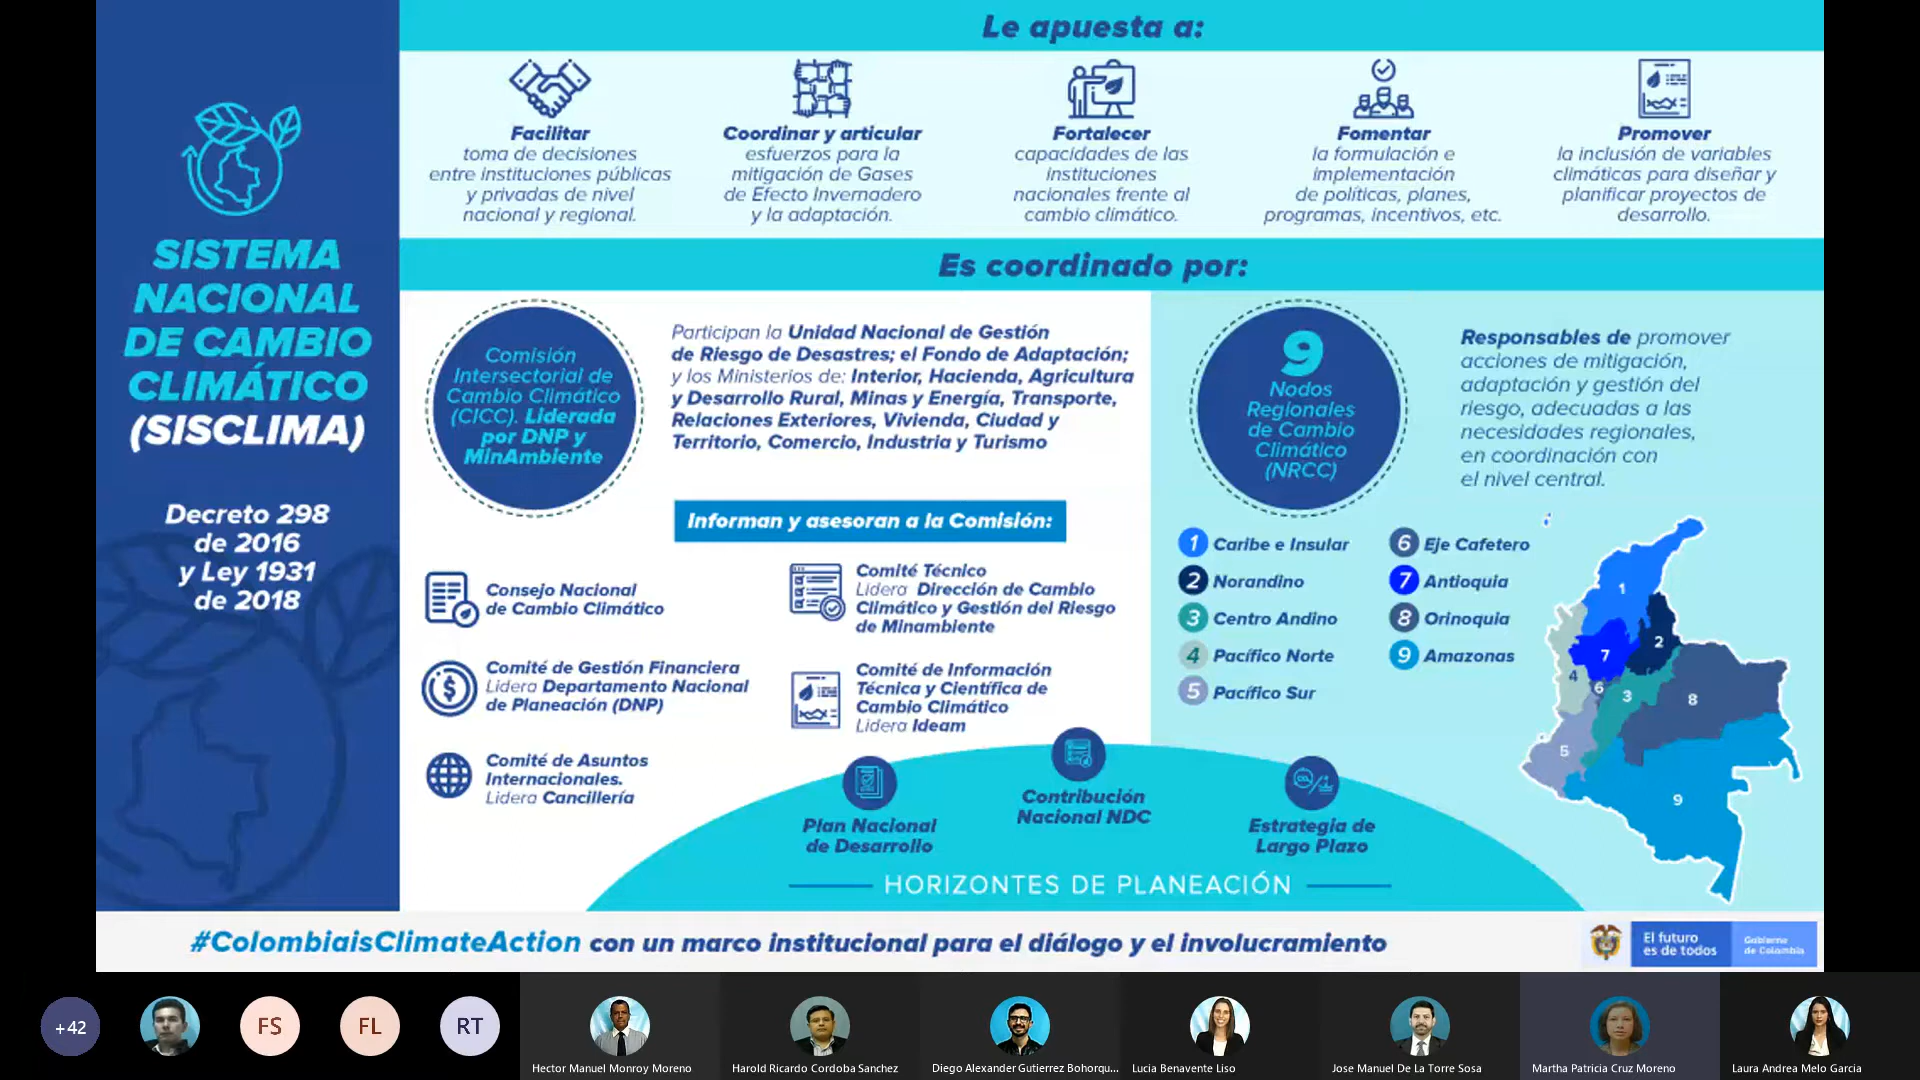 SISTEMA
NACIONAL
DE CAMBIO
CLIMÁTICO
(SISCLIMA)
Decreto 298
de 2016
y Ley 1931
de 2018
Le apuesta a:
Facilitar
toma de decisiones
entre instituciones públicas
y privadas de nivel
nacional y regional.
Coordinar y articular
esfuerzos para la
mitigación de Gases
de Efecto Invernadero
y la adaptación.
Fortalecer
capacidades de las
instituciones
nacionales frente al
cambio climático.
Fomentar
la formulación e
implementación
de políticas, planes,
programas, incentivos, etc.
Promover
la inclusión de variables
climáticas para diseñar y
planificar proyectos de
desarrollo.
Es coordinado por:
Comisión
Intersectorial de
Cambio Climático
(CICC). Liderada
por DNP y
MinAmbiente
Participan la Unidad Nacional de Gestión
de Riesgo de Desastres; el Fondo de Adaptación;
y los Ministerios de: Interior, Hacienda, Agricultura
y Desarrollo Rural, Minas y Energía, Transporte,
Relaciones Exteriores, Vivienda, Ciudad y
Territorio, Comercio, Industria y Turismo
Informan y asesoran a la Comisión:
Consejo Nacional
de Cambio Climático
Comité de Gestión Financiera
Lidera Departamento Nacional
de Planeación (DNP)
Comité de Asuntos
Internacionales.
Lidera Cancillería
Comité Técnico
Lidera Dirección de Cambio
Climático y Gestión del Riesgo
de Minambiente
Comité de Información
Técnica y Científica de
Cambio Climático
Lidera Ideam
9
Nodos
Regionales
de Cambio
Climático
(NRCC)
Responsables de promover
acciones de mitigación,
adaptación y gestión del
riesgo, adecuadas a las
necesidades regionales,
en coordinación con
el nivel central.
1 Caribe e Insular
2 Norandino
3 Centro Andino
4 Pacífico Norte
5 Pacífico Sur
6 Eje Cafetero
7 Antioquia
8 Orinoquia
9 Amazonas
1
2
7
4
6
3
8
5
9
Plan Nacional
de Desarrollo
Contribución
Nacional NDC
Estrategia de
Largo Plazo
HORIZONTES DE PLANEACIÓN
#ColombiaisClimateAction con un marco institucional para el diálogo y el involucramiento
El futuro
es de todos
Gobierno
de Colombia
+42
FS
FL
RT
Hector Manuel Monroy Moreno
Harold Ricardo Cordoba Sanchez
Diego Alexander Gutierrez Bohorqu...
Lucia Benavente Liso
Jose Manuel De La Torre Sosa
Martha Patricia Cruz Moreno
Laura Andrea Melo Garcia